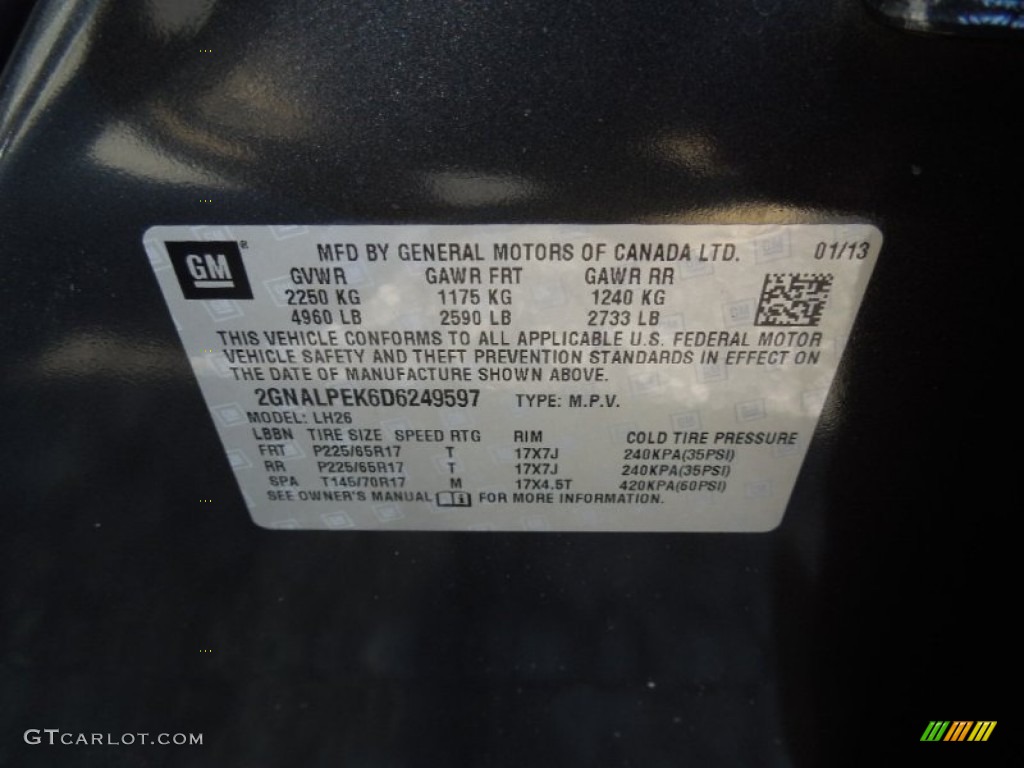 GM ® MFD BY GENERAL MOTORS OF CANADA LTD. 01/13
GVWR GAWR FRT GAWR RR
2250 KG 1175 KG 1240 KG
4960 LB 2590 LB 2733 LB
THIS VEHICLE CONFORMS TO ALL APPLICABLE U.S. FEDERAL MOTOR
VEHICLE SAFETY AND THEFT PREVENTION STANDARDS IN EFFECT ON
THE DATE OF MANUFACTURE SHOWN ABOVE.
2GNALPEK6D6249597 TYPE: M.P.V.
MODEL: LH26
LBBN TIRE SIZE SPEED RTG RIM COLD TIRE PRESSURE
FRT P225/65R17 T 17X7J 240KPA(35PSI)
RR P225/65R17 T 17X7J 240KPA(35PSI)
SPA T145/70R17 M 17X4.5T 420KPA(60PSI)
SEE OWNER'S MANUAL FOR MORE INFORMATION.
GTCARLOT.COM